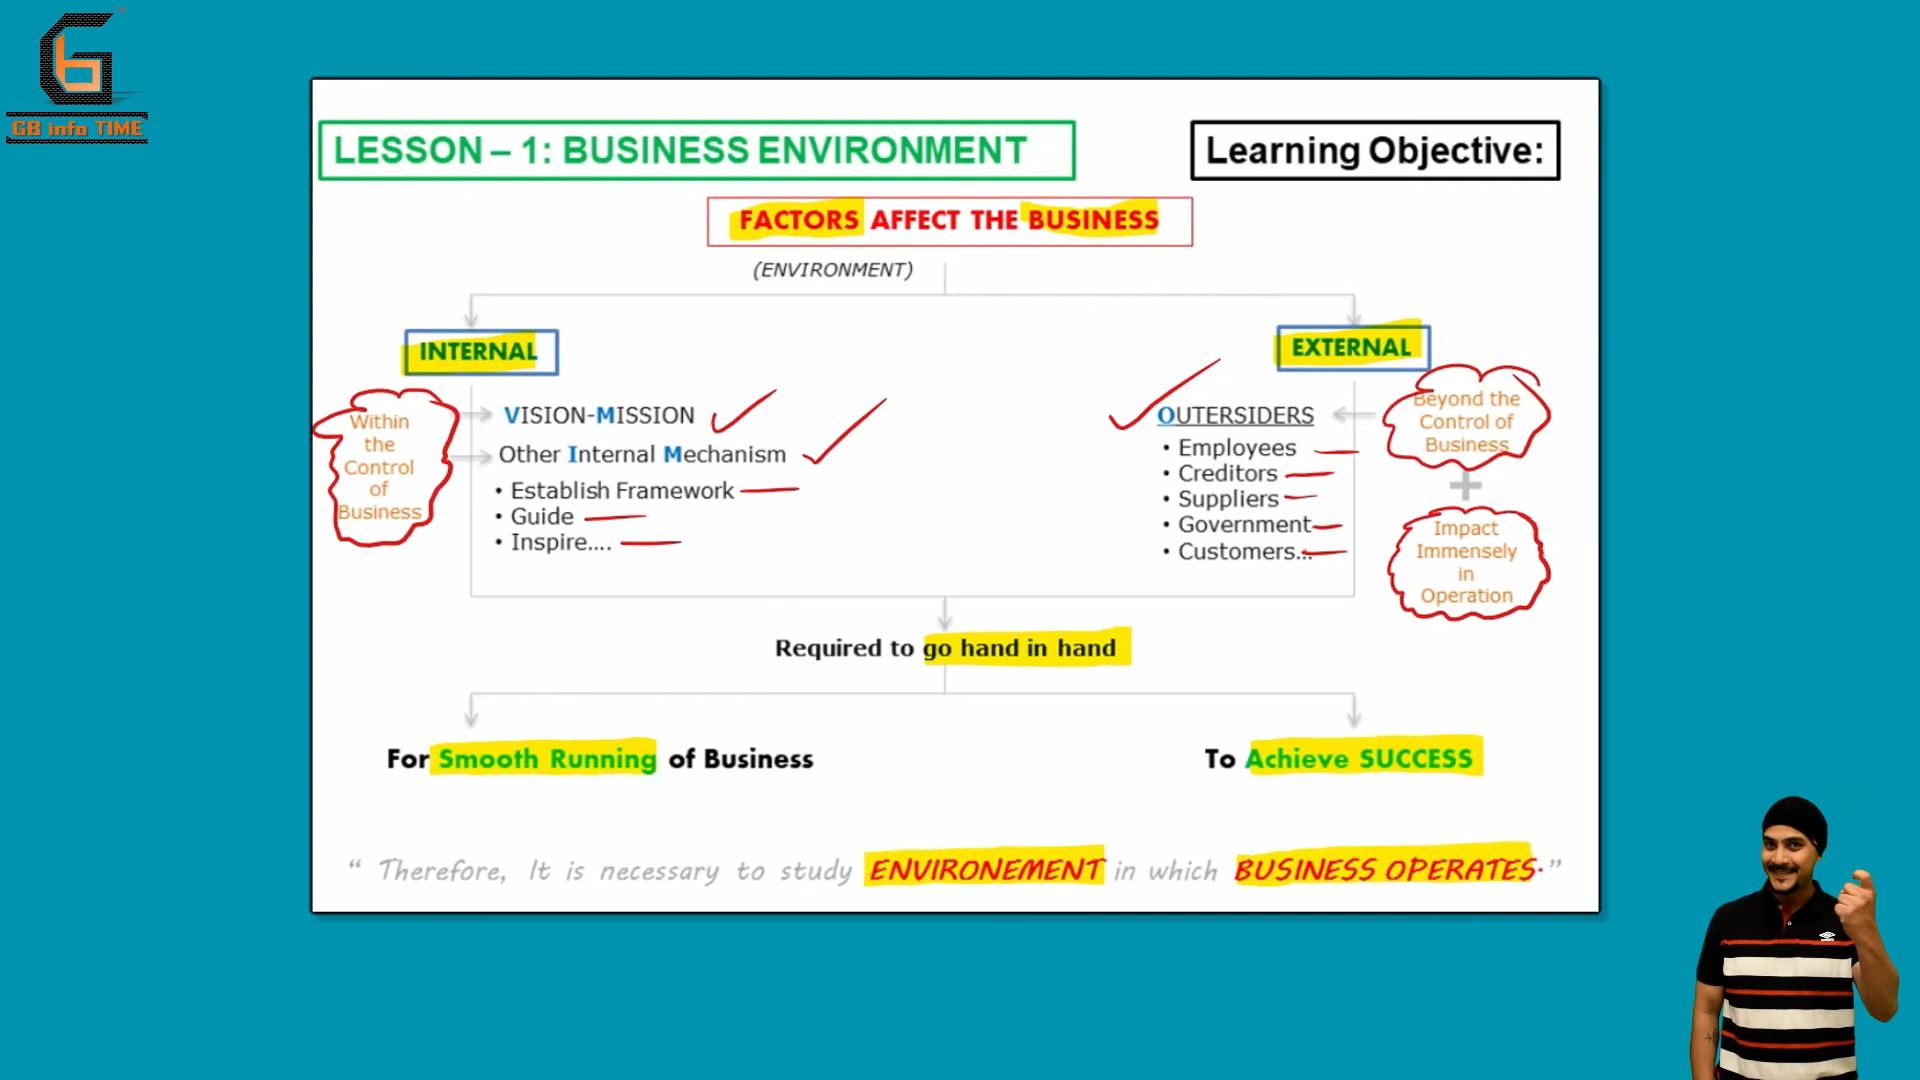 GB info TIME
LESSON – 1: BUSINESS ENVIRONMENT
Learning Objective:
FACTORS AFFECT THE BUSINESS
(ENVIRONMENT)
INTERNAL
EXTERNAL
Within
the
Control
of
Business
VISION-MISSION
Other Internal Mechanism
• Establish Framework
• Guide
• Inspire....
OUTERSIDERS
• Employees
• Creditors
• Suppliers
• Government
• Customers...
Beyond the
Control of
Business
+
Impact
Immensely
in
Operation
Required to go hand in hand
For Smooth Running of Business
To Achieve SUCCESS
“ Therefore, It is necessary to study ENVIRONEMENT in which BUSINESS OPERATES.”